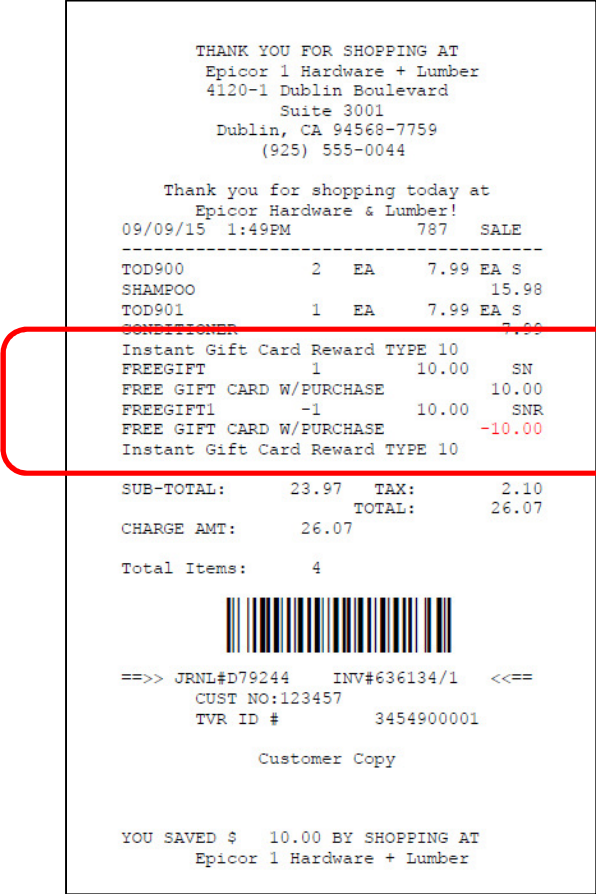 THANK YOU FOR SHOPPING AT
Epicor 1 Hardware + Lumber
4120-1 Dublin Boulevard
Suite 3001
Dublin, CA 94568-7759
(925) 555-0044
Thank you for shopping today at
Epicor Hardware & Lumber!
09/09/15 1:49PM 787 SALE
----------------------------------------
TOD900 2 EA 7.99 EA S
SHAMPOO 15.98
TOD901 1 EA 7.99 EA S
CONDITIONER 7.99
Instant Gift Card Reward TYPE 10
FREEGIFT 1 10.00 SN
FREE GIFT CARD W/PURCHASE 10.00
FREEGIFT1 -1 10.00 SNR
FREE GIFT CARD W/PURCHASE -10.00
Instant Gift Card Reward TYPE 10
SUB-TOTAL: 23.97 TAX: 2.10
TOTAL: 26.07
CHARGE AMT: 26.07
Total Items: 4
==>> JRNL#D79244 INV#636134/1 <<==
CUST NO:123457
TVR ID # 3454900001
Customer Copy
YOU SAVED $ 10.00 BY SHOPPING AT
Epicor 1 Hardware + Lumber